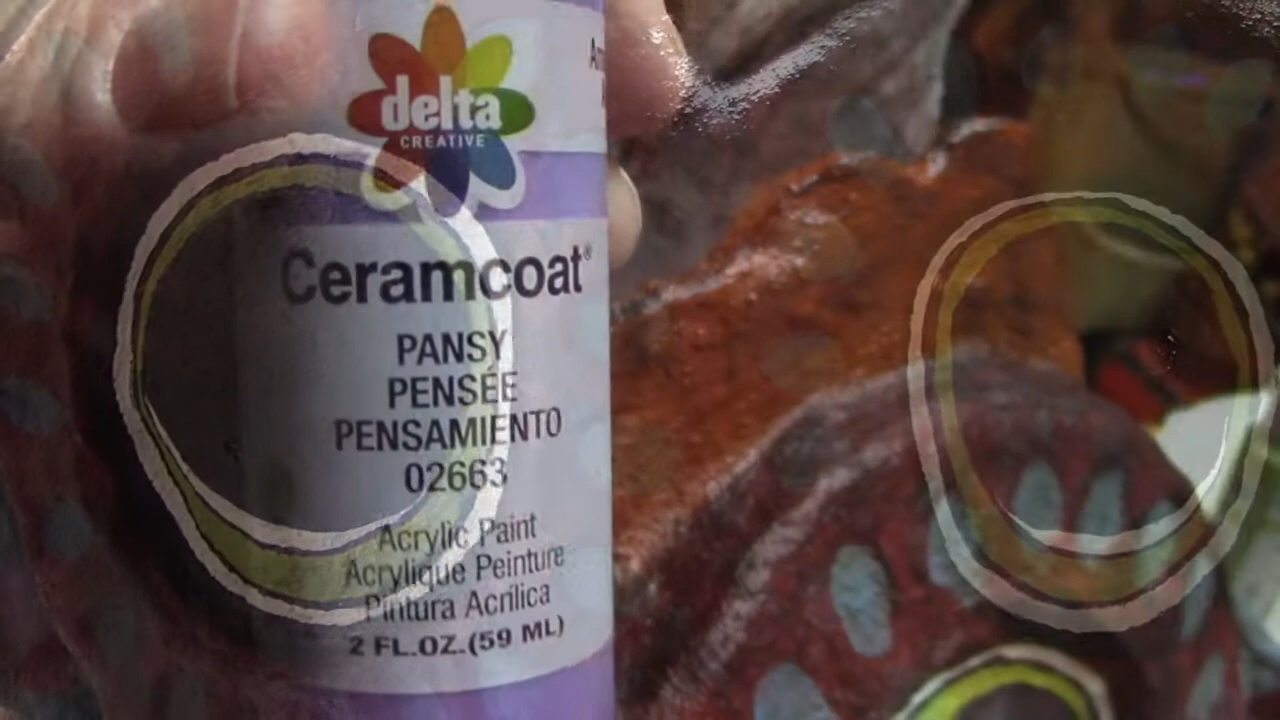 delta
CREATIVE
Ceramcoat®
PANSY
PENSÉE
PENSAMIENTO
02663
Acrylic Paint
Acrylique Peinture
Pintura Acrílica
2 FL.OZ.(59 ML)